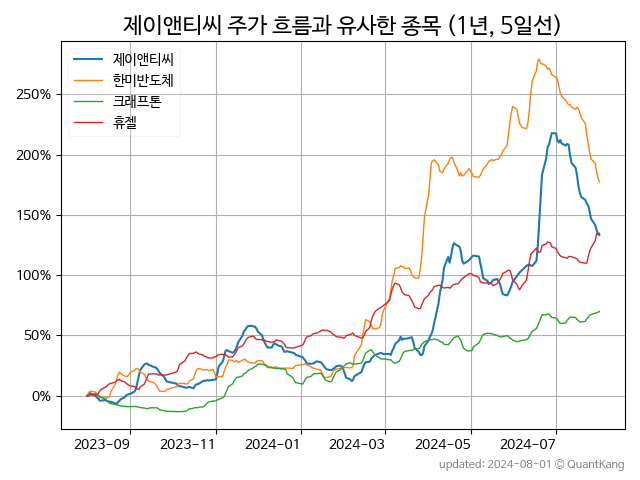 제이앤티씨 주가 흐름과 유사한 종목 (1년, 5일선)
제이앤티씨
한미반도체
크래프톤
휴젤
250%
200%
150%
100%
50%
0%
2023-09 2023-11 2024-01 2024-03 2024-05 2024-07
updated: 2024-08-01 © QuantKang